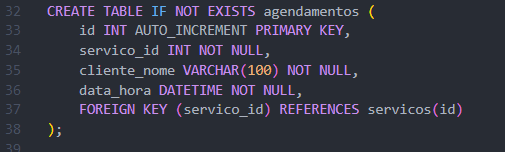 32 CREATE TABLE IF NOT EXISTS agendamentos (
33     id INT AUTO_INCREMENT PRIMARY KEY,
34     servico_id INT NOT NULL,
35     cliente_nome VARCHAR(100) NOT NULL,
36     data_hora DATETIME NOT NULL,
37     FOREIGN KEY (servico_id) REFERENCES servicos(id)
38 );
39